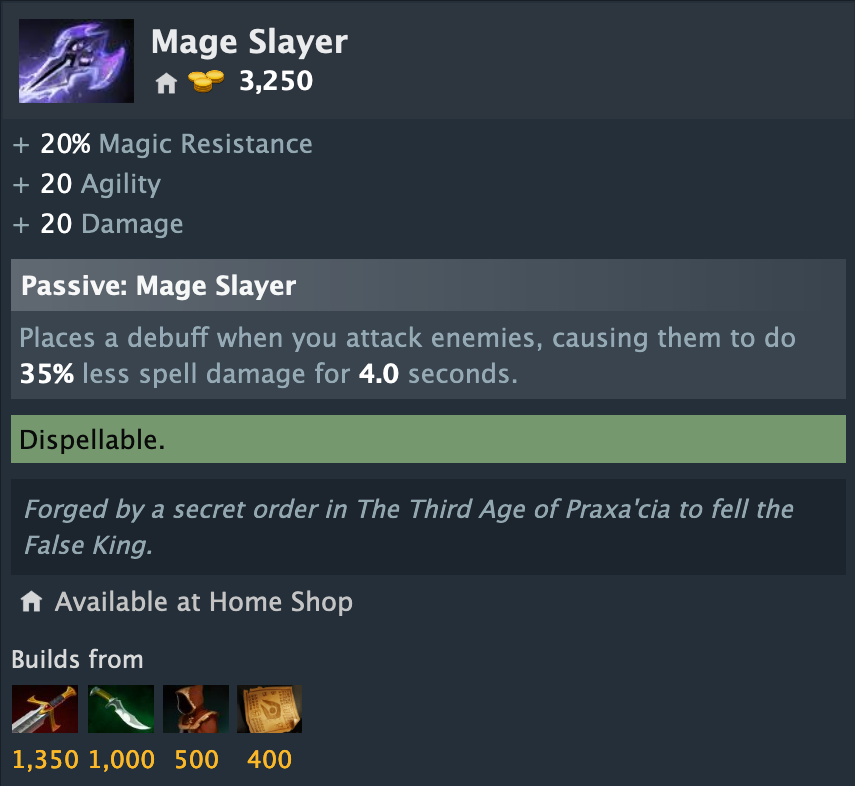 Mage Slayer
3,250
+ 20% Magic Resistance
+ 20 Agility
+ 20 Damage
Passive: Mage Slayer
Places a debuff when you attack enemies, causing them to do
35% less spell damage for 4.0 seconds.
Dispellable.
Forged by a secret order in The Third Age of Praxa'cia to fell the
False King.
Available at Home Shop
Builds from
1,350 1,000 500 400